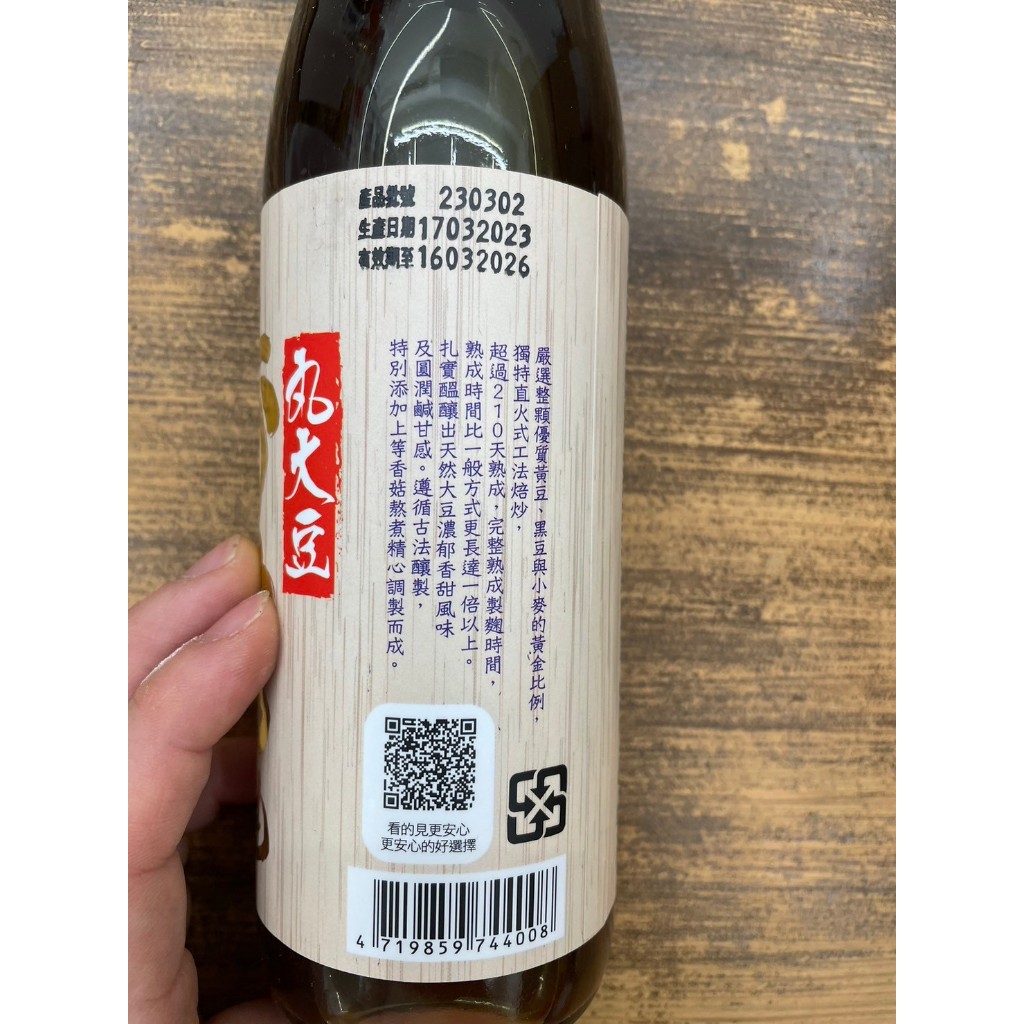 產品批號 230302
生產日期 17032023
有效期至 16032026
丸大豆
嚴選整顆優質黃豆、黑豆與小麥的黃金比例，
獨特直火式工法焙炒，
超過210天熟成，完整熟成製麴時間，
熟成時間比一般方式更長達一倍以上。
扎實醞釀出天然大豆濃郁香甜風味
及圓潤鹹甘感。遵循古法釀製，
特別添加上等香菇熬煮精心調製而成。
看的見更安心
更安心的好選擇
4 719859 744008